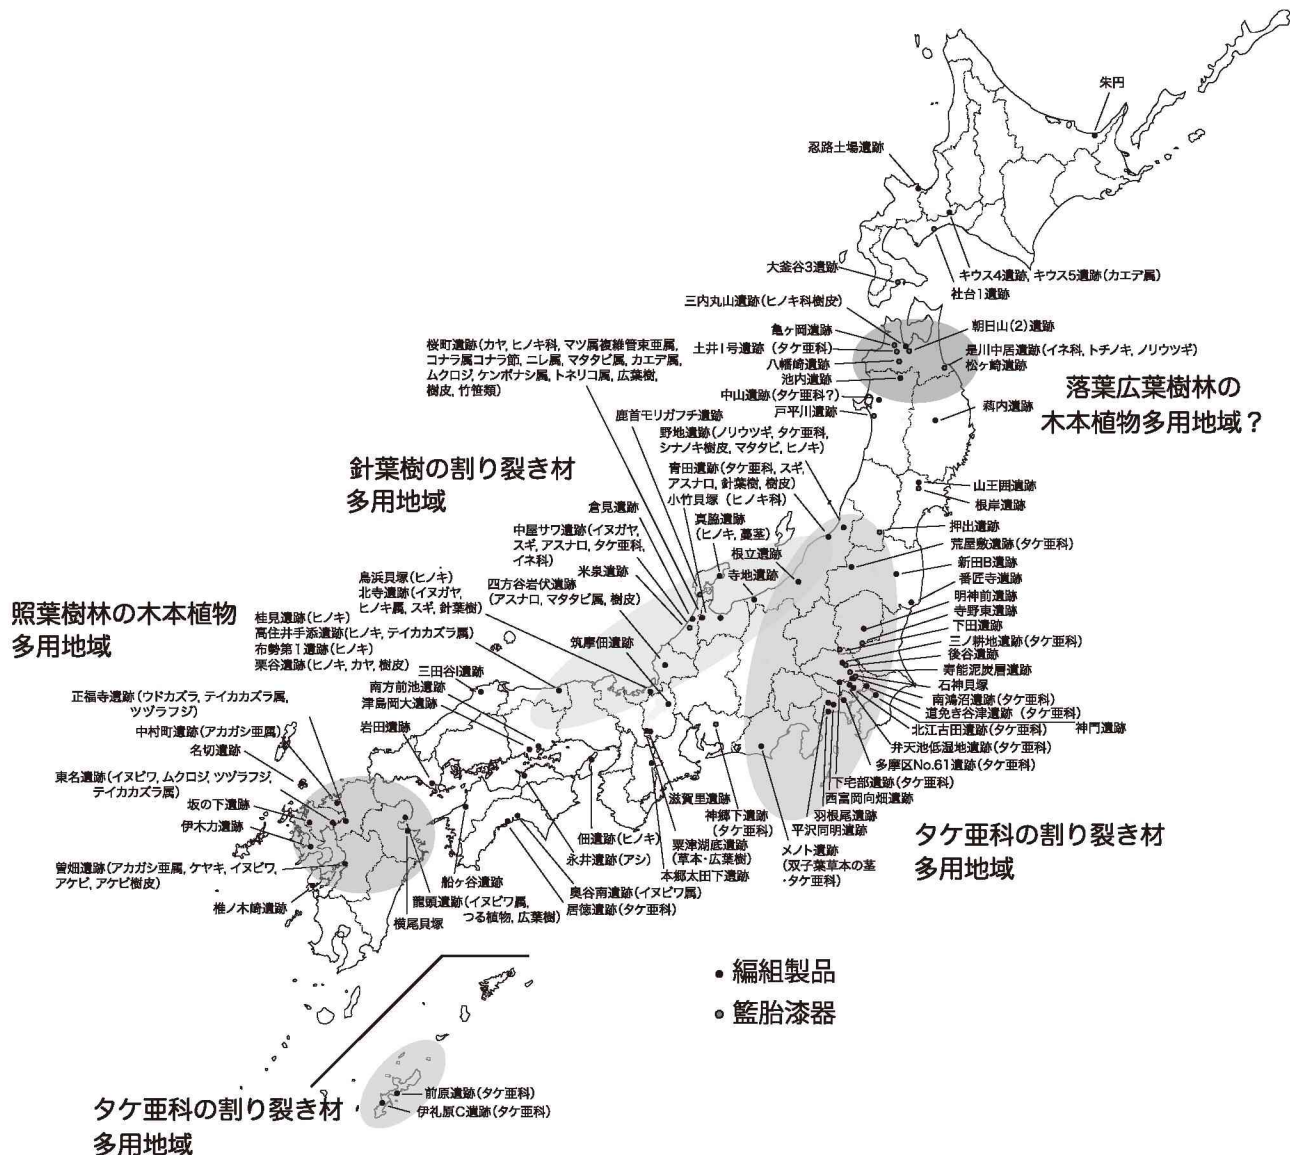 朱円
忍路土場遺跡
大釜谷3遺跡
キウス4遺跡, キウス5遺跡(カエデ属)
社台1遺跡
三内丸山遺跡(ヒノキ科樹皮)
亀ヶ岡遺跡
朝日山(2)遺跡
土井1号遺跡 (タケ亜科)
是川中居遺跡(イネ科, トチノキ, ノリウツギ)
八幡崎遺跡
松ヶ崎遺跡
池内遺跡
中山遺跡(タケ亜科?)
戸平川遺跡
萪内遺跡
落葉広葉樹林の
木本植物多用地域?
桜町遺跡(カヤ, ヒノキ科, マツ属複維管束亜属,
コナラ属コナラ節, ニレ属, マタタビ属, カエデ属,
ムクロジ, ケンポナシ属, トネリコ属, 広葉樹,
樹皮, 竹笹類)
鹿首モリガフチ遺跡
野地遺跡(ノリウツギ, タケ亜科,
シナノキ樹皮, マタタビ, ヒノキ)
青田遺跡(タケ亜科, スギ,
アスナロ, 針葉樹, 樹皮)
小竹貝塚 (ヒノキ科)
針葉樹の割り裂き材
多用地域
倉見遺跡
真脇遺跡
(ヒノキ, 蔓茎)
中屋サワ遺跡(イヌガヤ,
スギ, アスナロ, タケ亜科,
イネ科)
根立遺跡
米泉遺跡
寺地遺跡
四方谷岩伏遺跡
(アスナロ, マタタビ属, 樹皮)
鳥浜貝塚(ヒノキ)
北寺遺跡(イヌガヤ,
ヒノキ属, スギ, 針葉樹)
筑摩佃遺跡
山王囲遺跡
根岸遺跡
押出遺跡
荒屋敷遺跡(タケ亜科)
新田B遺跡
番匠寺遺跡
明神前遺跡
寺野東遺跡
下田遺跡
三ノ耕地遺跡(タケ亜科)
後谷遺跡
寿能泥炭層遺跡
石神貝塚
南鴻沼遺跡(タケ亜科)
道免き谷津遺跡 (タケ亜科)
北江古田遺跡(タケ亜科)
神門遺跡
弁天池低湿地遺跡(タケ亜科)
多摩区No.61遺跡(タケ亜科)
下宅部遺跡(タケ亜科)
西富岡向畑遺跡
羽根尾遺跡
平沢同明遺跡
メノト遺跡
(双子葉草本の茎
・タケ亜科)
タケ亜科の割り裂き材
多用地域
照葉樹林の木本植物
多用地域
桂見遺跡(ヒノキ)
高住井手添遺跡(ヒノキ, テイカカズラ属)
布勢第1遺跡(ヒノキ)
栗谷遺跡(ヒノキ, カヤ, 樹皮)
三田谷I遺跡
南方前池遺跡
津島岡大遺跡
岩田遺跡
正福寺遺跡(ウドカズラ, テイカカズラ属,
ツヅラフジ)
中村町遺跡(アカガシ亜属)
名切遺跡
東名遺跡(イヌビワ, ムクロジ, ツヅラフジ,
テイカカズラ属)
坂の下遺跡
伊木力遺跡
曽畑遺跡(アカガシ亜属, ケヤキ, イヌビワ,
アケビ, アケビ樹皮)
椎ノ木崎遺跡
滋賀里遺跡
神郷下遺跡
(タケ亜科)
粟津湖底遺跡
(草本・広葉樹)
本郷太田下遺跡
佃遺跡(ヒノキ)
永井遺跡(アシ)
奥谷南遺跡(イヌビワ属)
居徳遺跡(タケ亜科)
船ヶ谷遺跡
龍頭遺跡(イヌビワ属,
つる植物, 広葉樹)
横尾貝塚
編組製品
籃胎漆器
前原遺跡(タケ亜科)
伊礼原C遺跡(タケ亜科)
タケ亜科の割り裂き材
多用地域